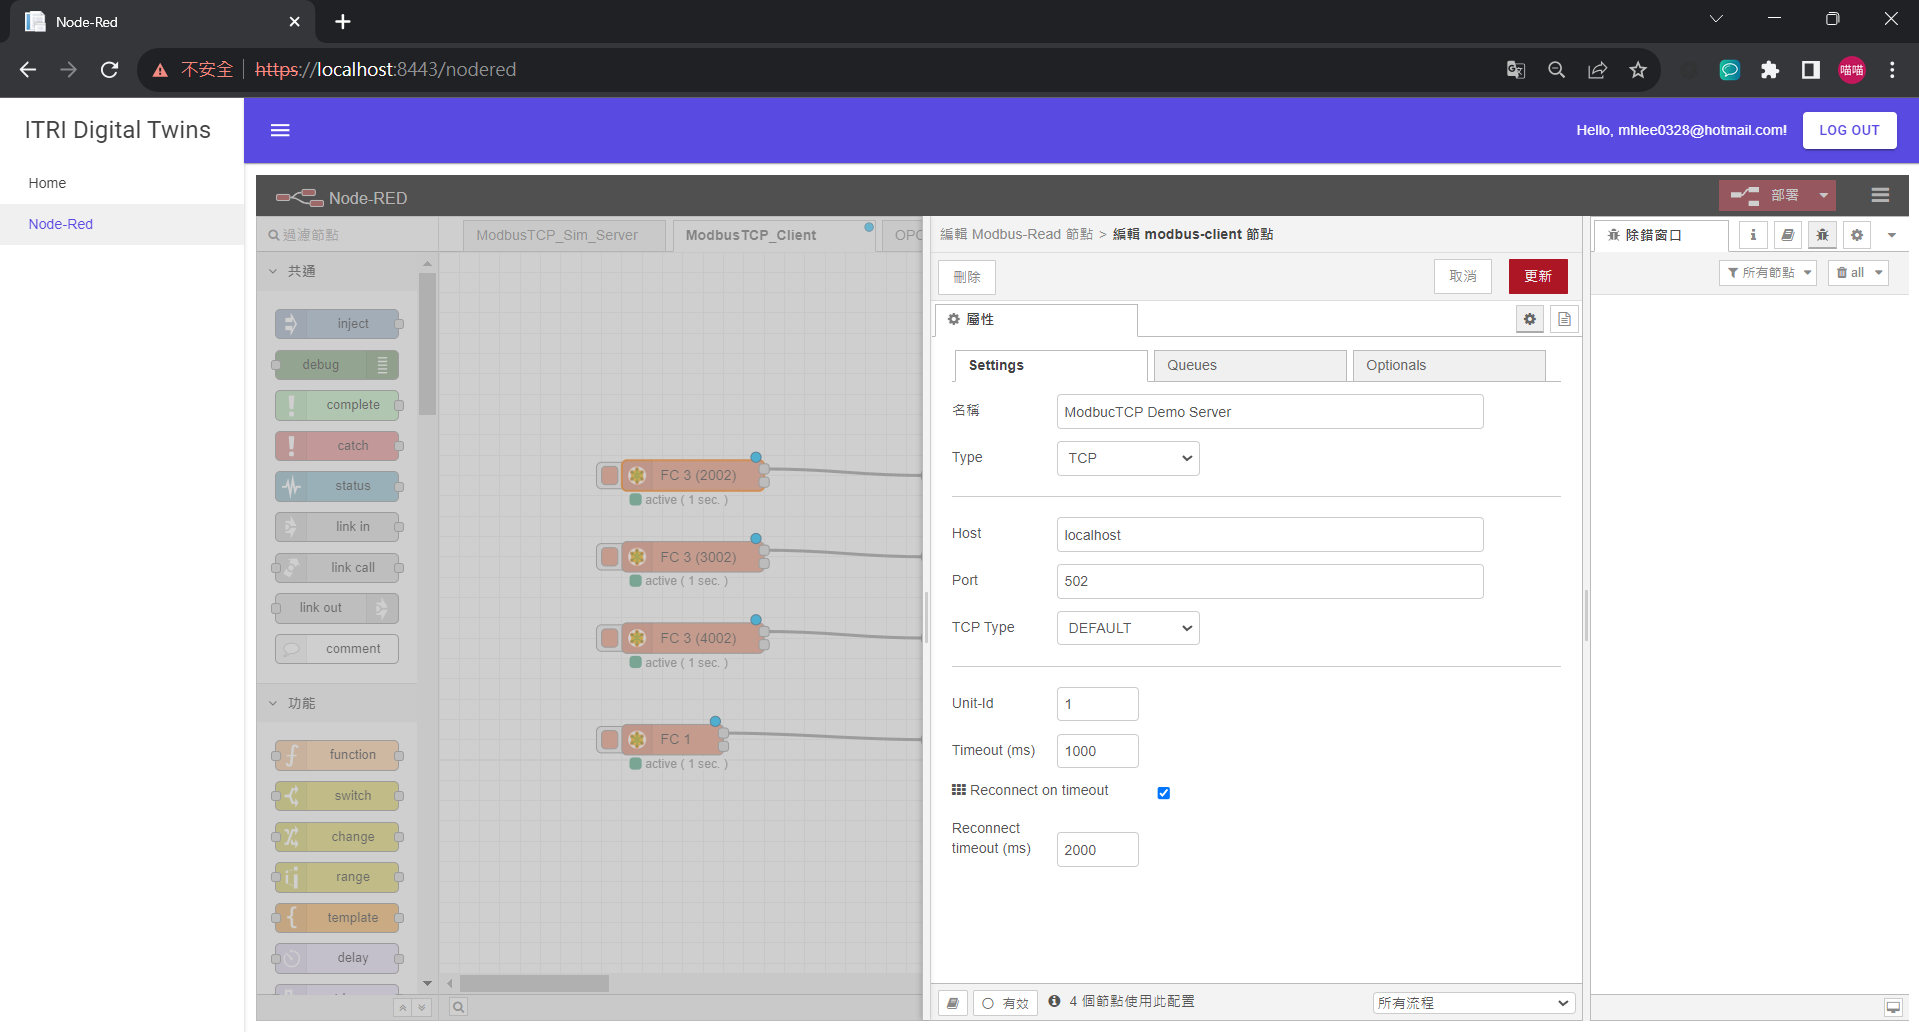 Node-Red
不安全
https://localhost:8443/nodered
喵喵
ITRI Digital Twins
Hello, mhlee0328@hotmail.com!
LOG OUT
Home
Node-Red
Node-RED
部署
過濾節點
ModbusTCP_Sim_Server
ModbusTCP_Client
OPC
編輯 Modbus-Read 節點 > 編輯 modbus-client 節點
除錯窗口
刪除
取消
更新
所有節點
all
共通
inject
debug
complete
catch
status
link in
link call
link out
comment
功能
function
switch
change
range
template
delay
FC 3 (2002)
active ( 1 sec. )
FC 3 (3002)
active ( 1 sec. )
FC 3 (4002)
active ( 1 sec. )
FC 1
active ( 1 sec. )
屬性
Settings
Queues
Optionals
名稱
ModbucTCP Demo Server
Type
TCP
Host
localhost
Port
502
TCP Type
DEFAULT
Unit-Id
1
Timeout (ms)
1000
Reconnect on timeout
Reconnect
timeout (ms)
2000
有效
4 個節點使用此配置
所有流程